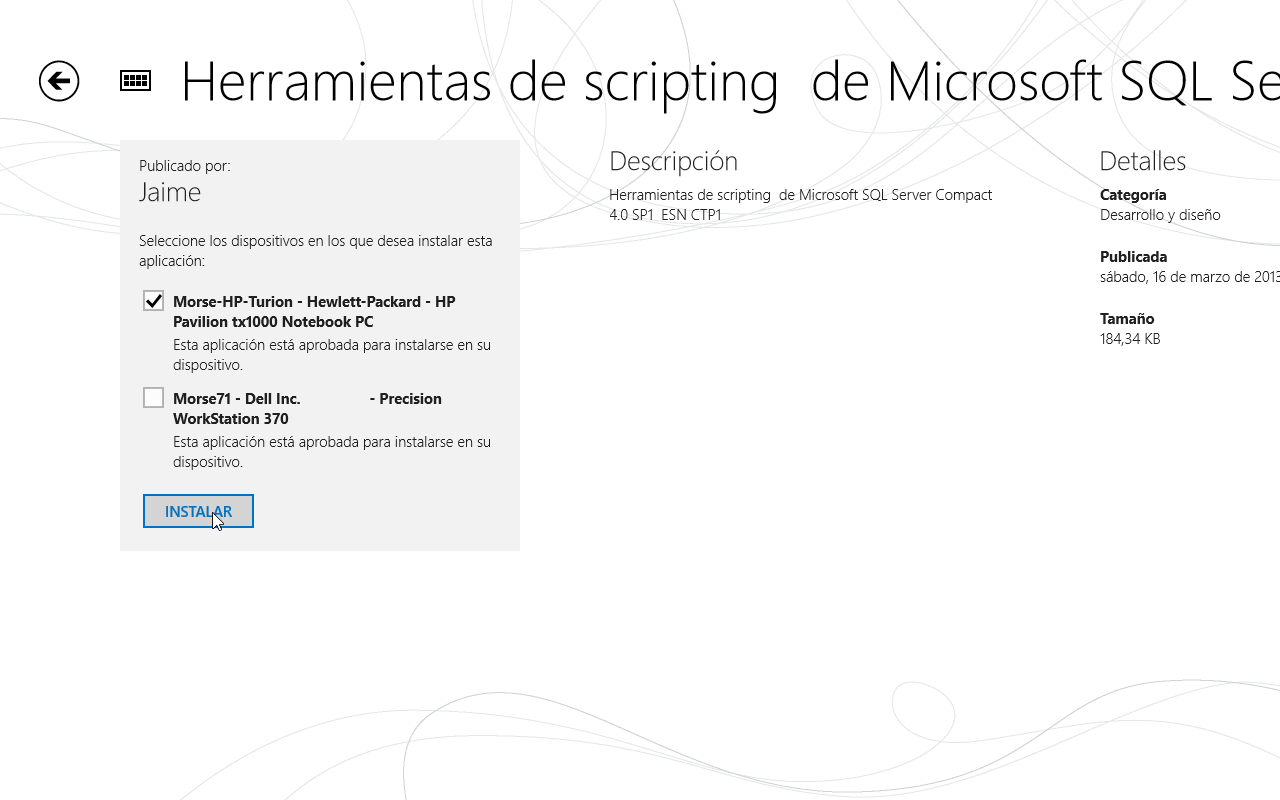 Herramientas de scripting  de Microsoft SQL Se
Publicado por:
Jaime
Seleccione los dispositivos en los que desea instalar esta
aplicación:
Morse-HP-Turion - Hewlett-Packard - HP
Pavilion tx1000 Notebook PC
Esta aplicación está aprobada para instalarse en su
dispositivo.
Morse71 - Dell Inc.                 - Precision
WorkStation 370
Esta aplicación está aprobada para instalarse en su
dispositivo.
INSTALAR
Descripción
Herramientas de scripting  de Microsoft SQL Server Compact
4.0 SP1  ESN CTP1
Detalles
Categoría
Desarrollo y diseño
Publicada
sábado, 16 de marzo de 2013
Tamaño
184,34 KB